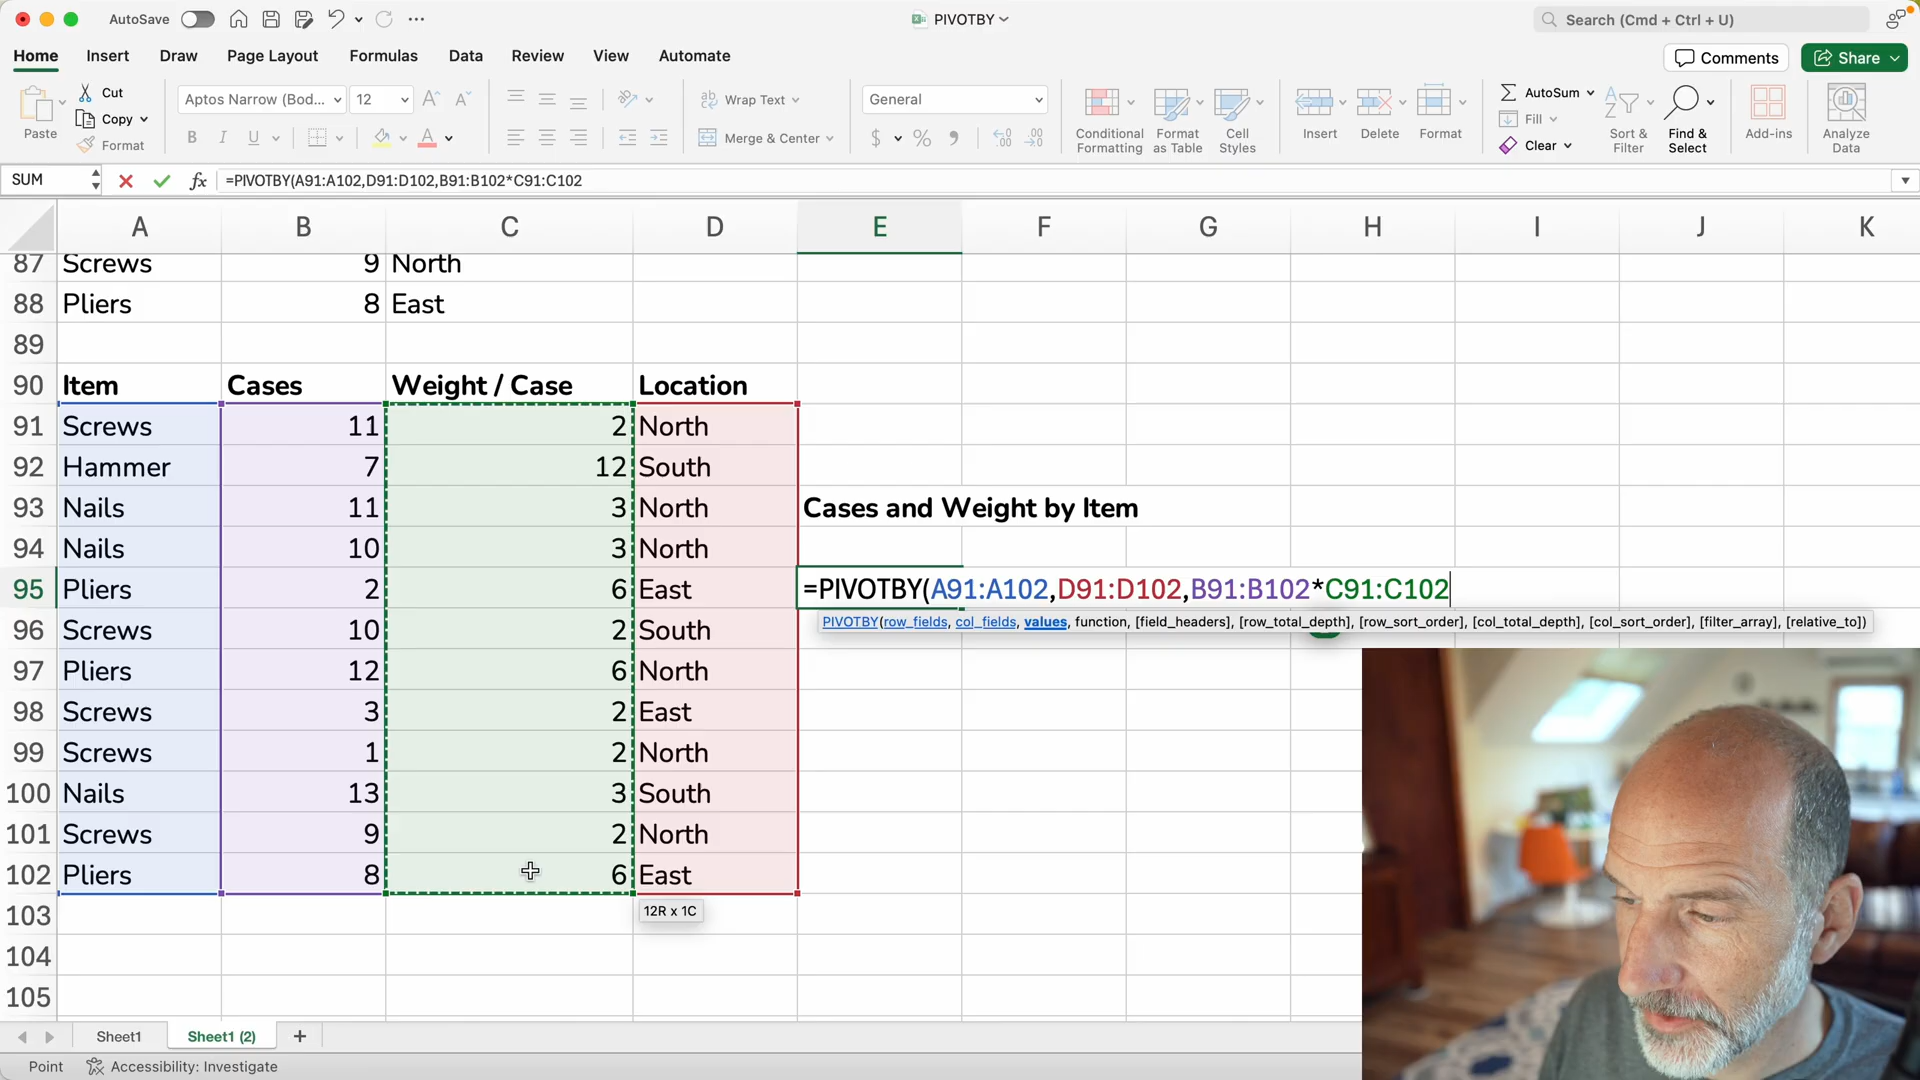 AutoSave
PIVOTBY
Search (Cmd + Ctrl + U)
Home Insert Draw Page Layout Formulas Data Review View Automate
Comments Share
Paste
Cut
Copy
Format
Aptos Narrow (Bod... 12
B I U
Wrap Text
Merge & Center
General
$ %
Conditional Formatting
Format as Table
Cell Styles
Insert Delete Format
AutoSum
Fill
Clear
Sort & Filter
Find & Select
Add-ins
Analyze Data
SUM fx =PIVOTBY(A91:A102,D91:D102,B91:B102*C91:C102
A B C D E F G H I J K
87 Screws 9 North
88 Pliers 8 East
89
90 Item Cases Weight / Case Location
91 Screws 11 2 North
92 Hammer 7 12 South
93 Nails 11 3 North Cases and Weight by Item
94 Nails 10 3 North
95 Pliers 2 6 East =PIVOTBY(A91:A102,D91:D102,B91:B102*C91:C102
PIVOTBY(row_fields, col_fields, values, function, [field_headers], [row_total_depth], [row_sort_order], [col_total_depth], [col_sort_order], [filter_array], [relative_to])
96 Screws 10 2 South
97 Pliers 12 6 North
98 Screws 3 2 East
99 Screws 1 2 North
100 Nails 13 3 South
101 Screws 9 2 North
102 Pliers 8 6 East
103 12R x 1C
104
105
Sheet1 Sheet1 (2) +
Point Accessibility: Investigate